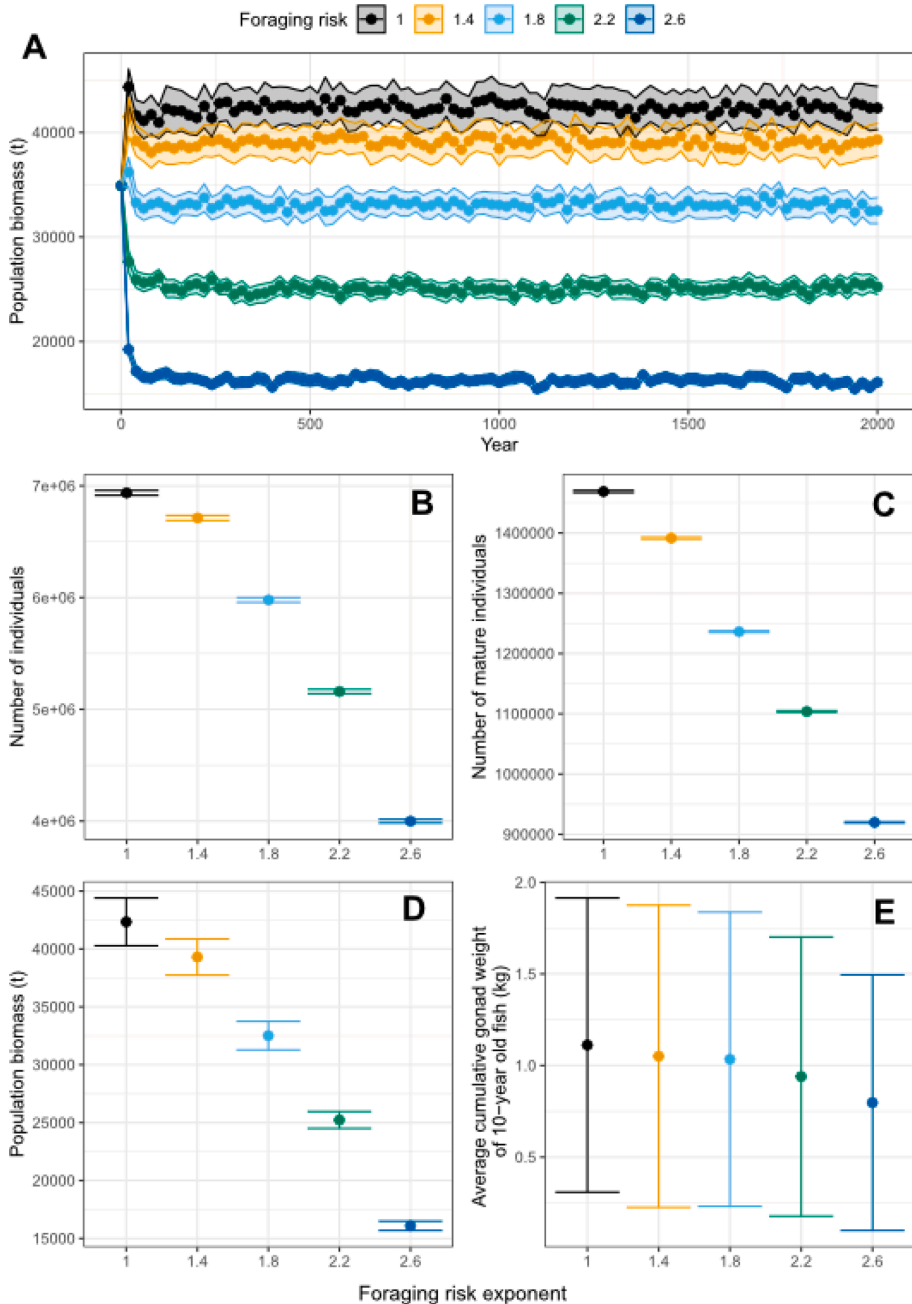 Foraging risk 1 1.4 1.8 2.2 2.6
A
Population biomass (t)
40000
30000
20000
0 500 1000 1500 2000
Year
B
Number of individuals
7e+06
6e+06
5e+06
4e+06
1 1.4 1.8 2.2 2.6
C
Number of mature individuals
1400000
1300000
1200000
1100000
1000000
900000
1 1.4 1.8 2.2 2.6
D
Population biomass (t)
45000
40000
35000
30000
25000
20000
15000
1 1.4 1.8 2.2 2.6
E
Average cumulative gonad weight
of 10−year old fish (kg)
2.0
1.5
1.0
0.5
1 1.4 1.8 2.2 2.6
Foraging risk exponent